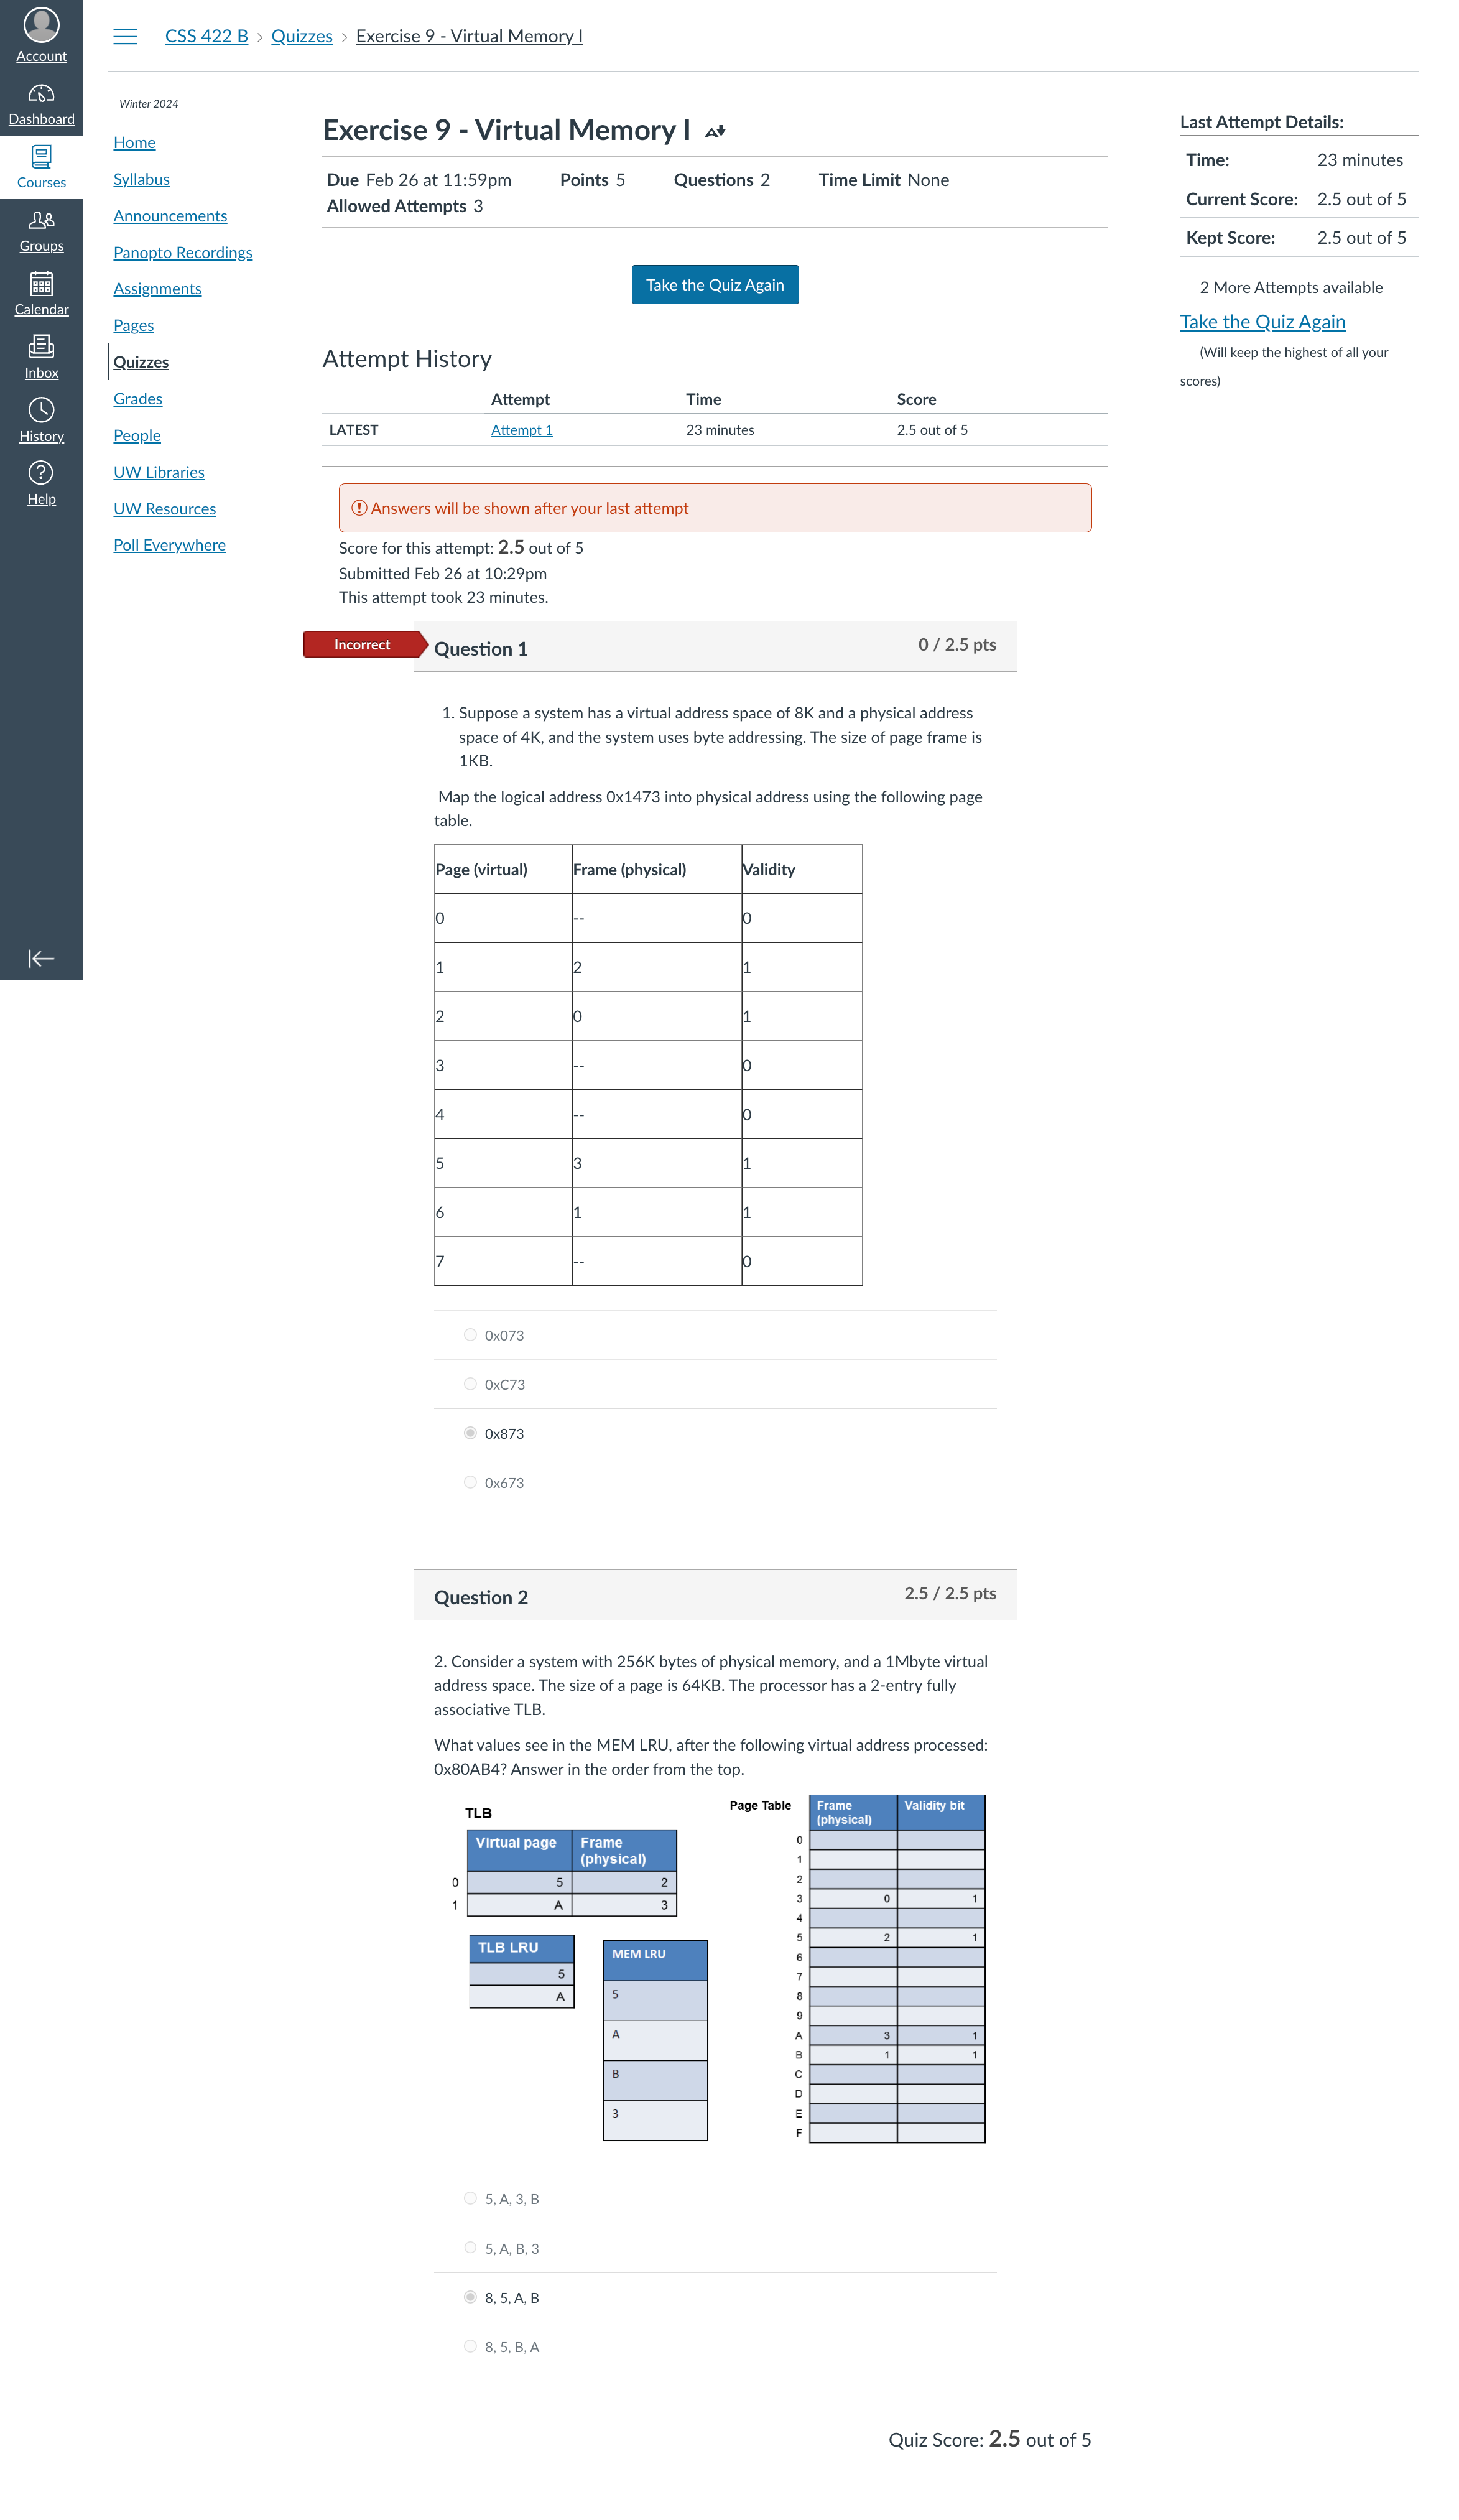 Account
Dashboard
Courses
Groups
Calendar
Inbox
History
Help
CSS 422 B > Quizzes > Exercise 9 - Virtual Memory I
Winter 2024
Home
Syllabus
Announcements
Panopto Recordings
Assignments
Pages
Quizzes
Grades
People
UW Libraries
UW Resources
Poll Everywhere
Exercise 9 - Virtual Memory I
Due Feb 26 at 11:59pm Points 5 Questions 2 Time Limit None
Allowed Attempts 3
Take the Quiz Again
Attempt History
Attempt Time Score
LATEST Attempt 1 23 minutes 2.5 out of 5
Answers will be shown after your last attempt
Score for this attempt: 2.5 out of 5
Submitted Feb 26 at 10:29pm
This attempt took 23 minutes.
Incorrect
Question 1 0 / 2.5 pts
1. Suppose a system has a virtual address space of 8K and a physical address
space of 4K, and the system uses byte addressing. The size of page frame is
1KB.
Map the logical address 0x1473 into physical address using the following page
table.
Page (virtual) Frame (physical) Validity
0 -- 0
1 2 1
2 0 1
3 -- 0
4 -- 0
5 3 1
6 1 1
7 -- 0
0x073
0xC73
0x873
0x673
Question 2 2.5 / 2.5 pts
2. Consider a system with 256K bytes of physical memory, and a 1Mbyte virtual
address space. The size of a page is 64KB. The processor has a 2-entry fully
associative TLB.
What values see in the MEM LRU, after the following virtual address processed:
0x80AB4? Answer in the order from the top.
TLB
Virtual page Frame
(physical)
0 5 2
1 A 3
TLB LRU
5
A
MEM LRU
5
A
B
3
Page Table Frame
(physical) Validity bit
0
1
2
3 0 1
4
5 2 1
6
7
8
9
A 3 1
B 1 1
C
D
E
F
5, A, 3, B
5, A, B, 3
8, 5, A, B
8, 5, B, A
Quiz Score: 2.5 out of 5
Last Attempt Details:
Time: 23 minutes
Current Score: 2.5 out of 5
Kept Score: 2.5 out of 5
2 More Attempts available
Take the Quiz Again
(Will keep the highest of all your
scores)